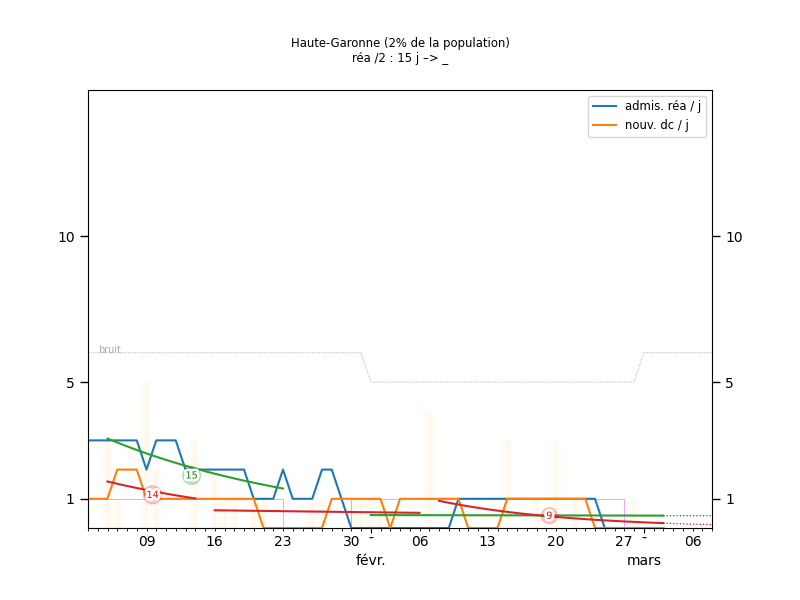 Haute-Garonne (2% de la population)
réa /2 : 15 j –> _
admis. réa / j
nouv. dc / j
10 10
bruit
5 5
15
14
9
1 1
09 16 23 30 - 06 13 20 27 - 06
févr. mars